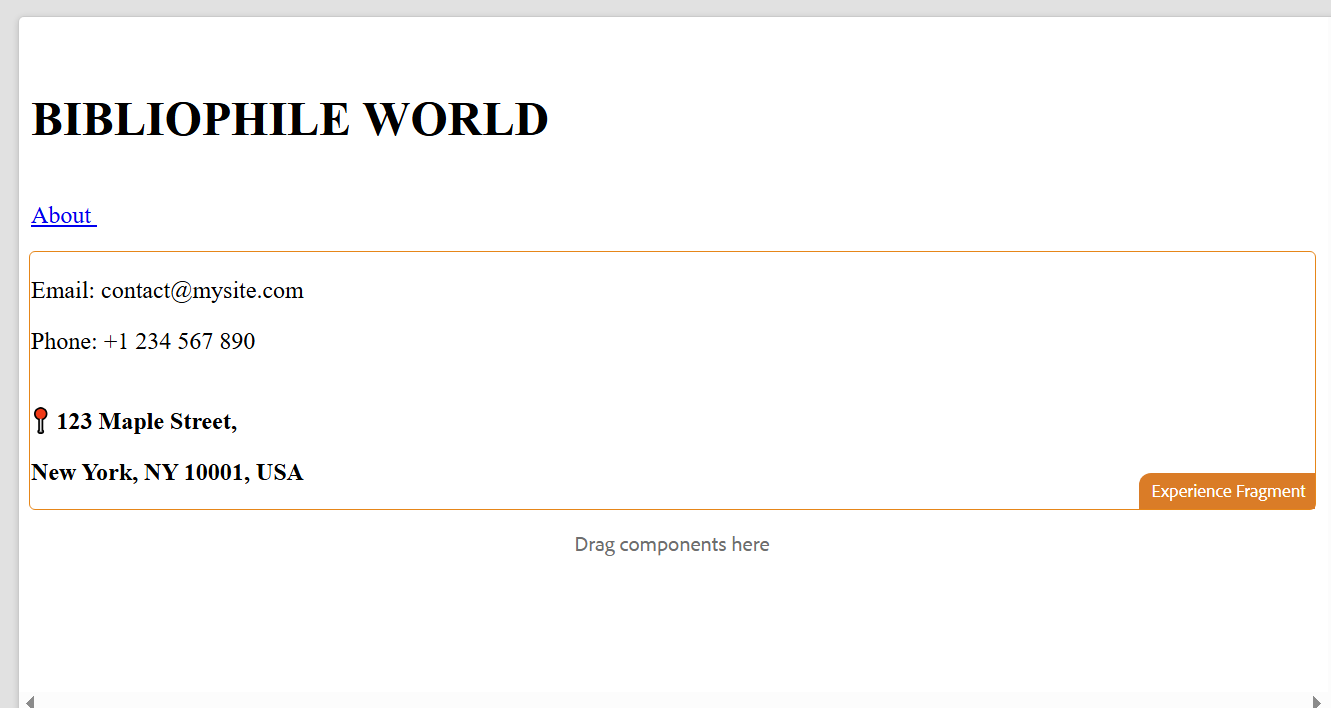 BIBLIOPHILE WORLD
About
Email: contact@mysite.com
Phone: +1 234 567 890
📍 123 Maple Street,
New York, NY 10001, USA
Experience Fragment
Drag components here